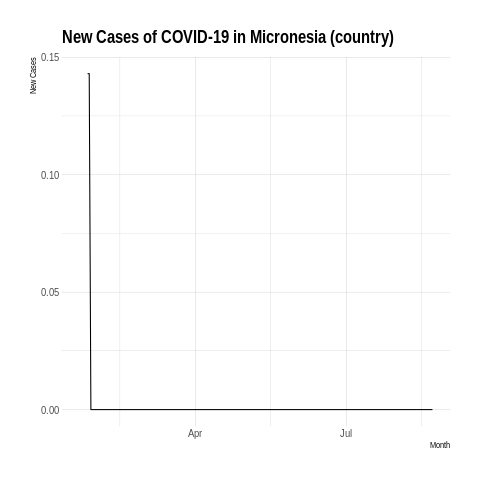 New Cases of COVID-19 in Micronesia (country)
New Cases
0.15
0.10
0.05
0.00
Apr Jul
Month